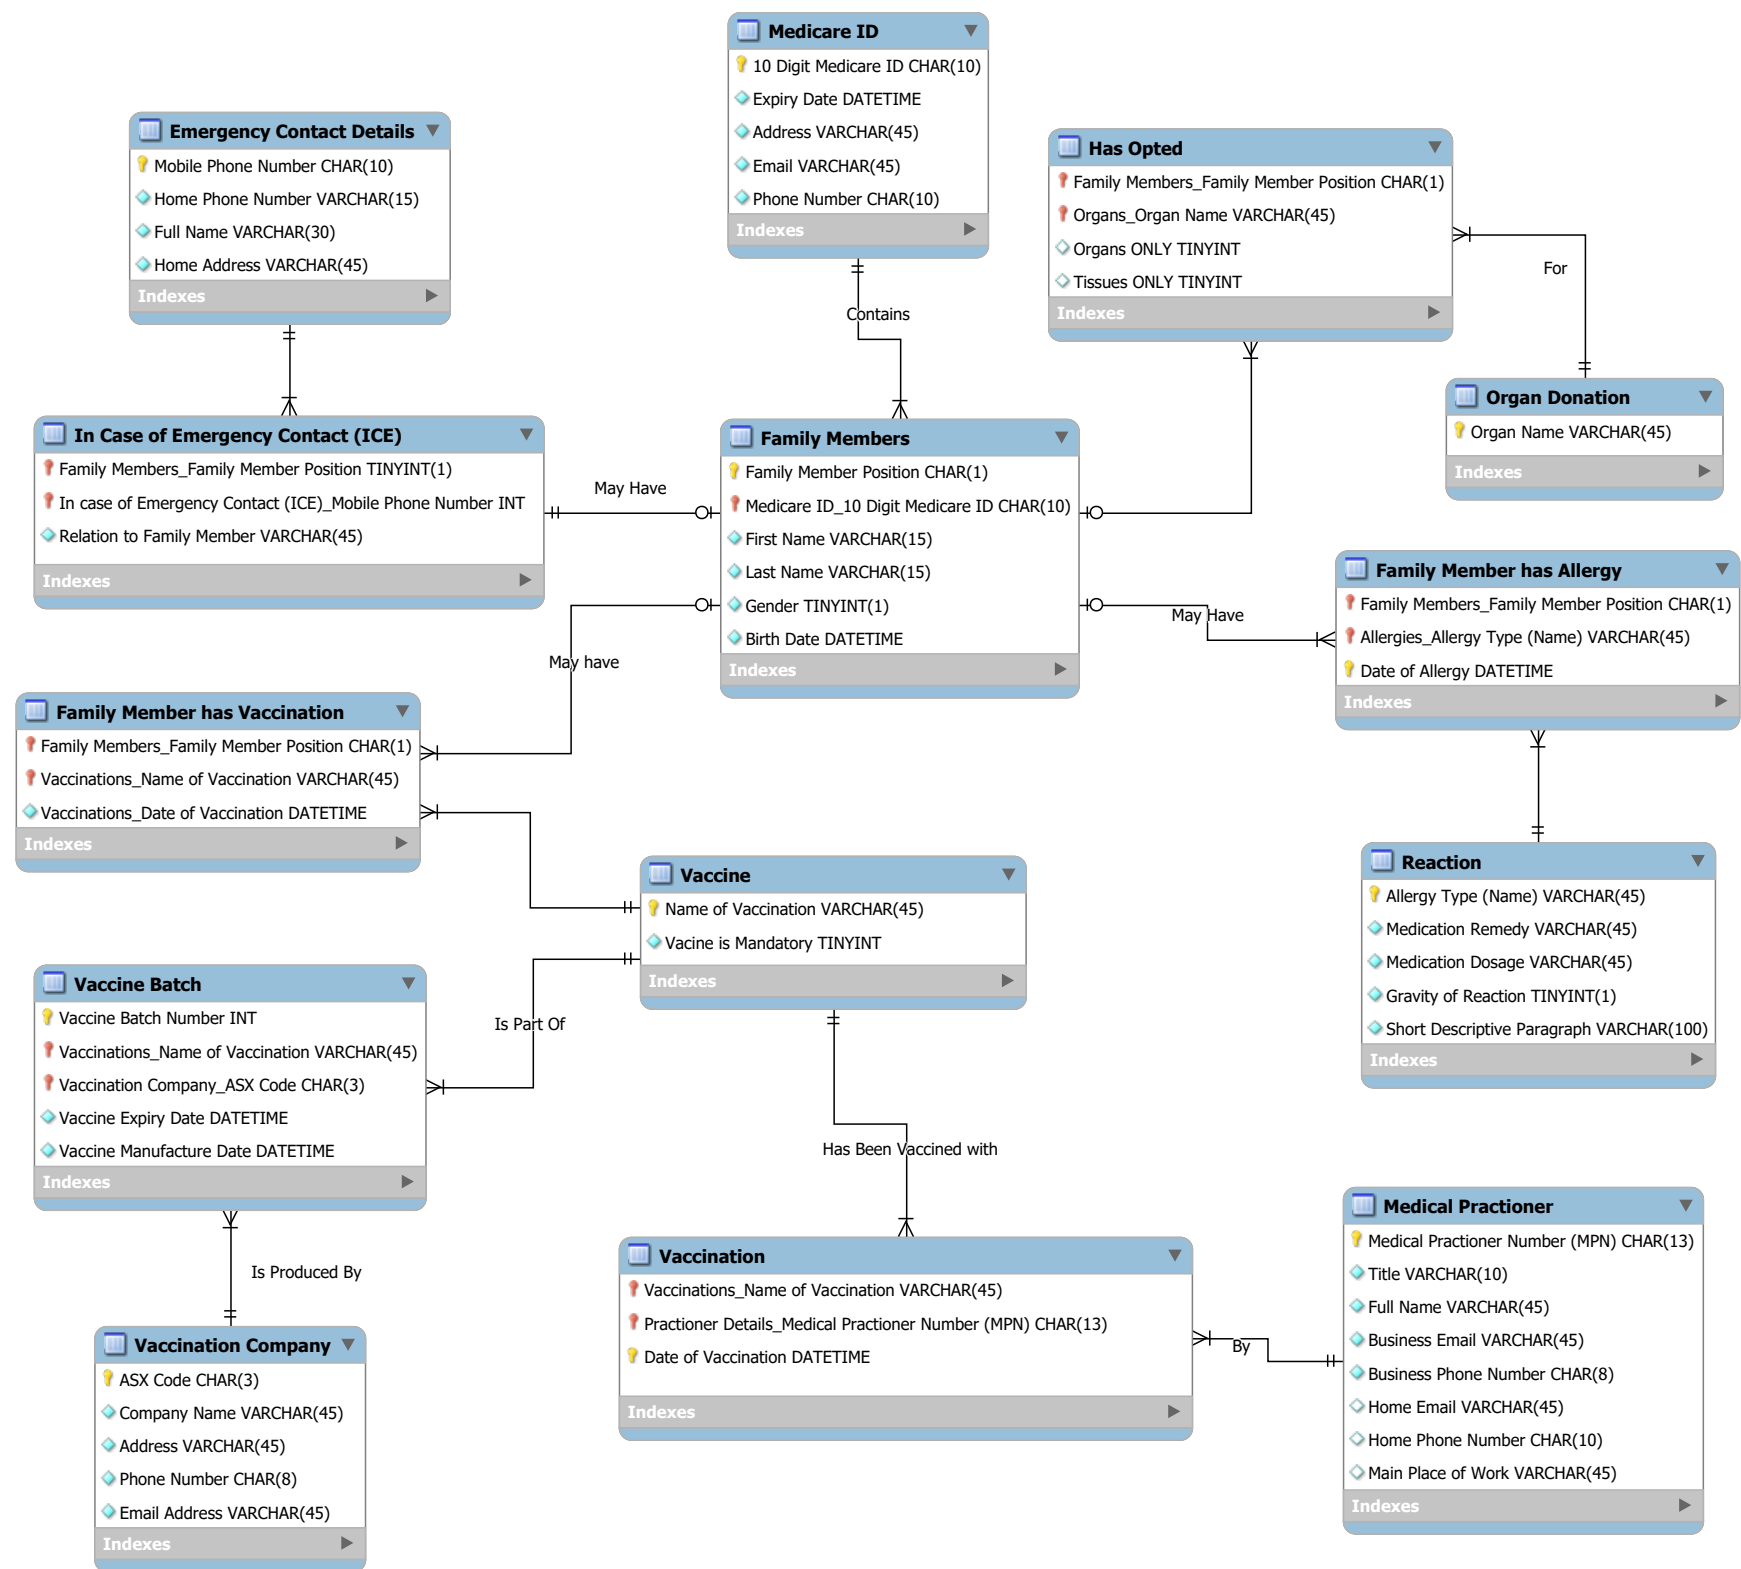 Medicare ID
10 Digit Medicare ID CHAR(10)
Expiry Date DATETIME
Address VARCHAR(45)
Email VARCHAR(45)
Phone Number CHAR(10)
Indexes
Emergency Contact Details
Mobile Phone Number CHAR(10)
Home Phone Number VARCHAR(15)
Full Name VARCHAR(30)
Home Address VARCHAR(45)
Indexes
Has Opted
Family Members_Family Member Position CHAR(1)
Organs_Organ Name VARCHAR(45)
Organs ONLY TINYINT
Tissues ONLY TINYINT
Indexes
For
Contains
Organ Donation
Organ Name VARCHAR(45)
Indexes
In Case of Emergency Contact (ICE)
Family Members_Family Member Position TINYINT(1)
In case of Emergency Contact (ICE)_Mobile Phone Number INT
Relation to Family Member VARCHAR(45)
Indexes
May Have
Family Members
Family Member Position CHAR(1)
Medicare ID_10 Digit Medicare ID CHAR(10)
First Name VARCHAR(15)
Last Name VARCHAR(15)
Gender TINYINT(1)
Birth Date DATETIME
Indexes
May Have
Family Member has Allergy
Family Members_Family Member Position CHAR(1)
Allergies_Allergy Type (Name) VARCHAR(45)
Date of Allergy DATETIME
Indexes
May have
Family Member has Vaccination
Family Members_Family Member Position CHAR(1)
Vaccinations_Name of Vaccination VARCHAR(45)
Vaccinations_Date of Vaccination DATETIME
Indexes
Vaccine
Name of Vaccination VARCHAR(45)
Vacine is Mandatory TINYINT
Indexes
Reaction
Allergy Type (Name) VARCHAR(45)
Medication Remedy VARCHAR(45)
Medication Dosage VARCHAR(45)
Gravity of Reaction TINYINT(1)
Short Descriptive Paragraph VARCHAR(100)
Indexes
Vaccine Batch
Vaccine Batch Number INT
Vaccinations_Name of Vaccination VARCHAR(45)
Vaccination Company_ASX Code CHAR(3)
Vaccine Expiry Date DATETIME
Vaccine Manufacture Date DATETIME
Indexes
Is Part Of
Has Been Vaccined with
Is Produced By
Vaccination
Vaccinations_Name of Vaccination VARCHAR(45)
Practioner Details_Medical Practioner Number (MPN) CHAR(13)
Date of Vaccination DATETIME
Indexes
By
Medical Practioner
Medical Practioner Number (MPN) CHAR(13)
Title VARCHAR(10)
Full Name VARCHAR(45)
Business Email VARCHAR(45)
Business Phone Number CHAR(8)
Home Email VARCHAR(45)
Home Phone Number CHAR(10)
Main Place of Work VARCHAR(45)
Indexes
Vaccination Company
ASX Code CHAR(3)
Company Name VARCHAR(45)
Address VARCHAR(45)
Phone Number CHAR(8)
Email Address VARCHAR(45)
Indexes